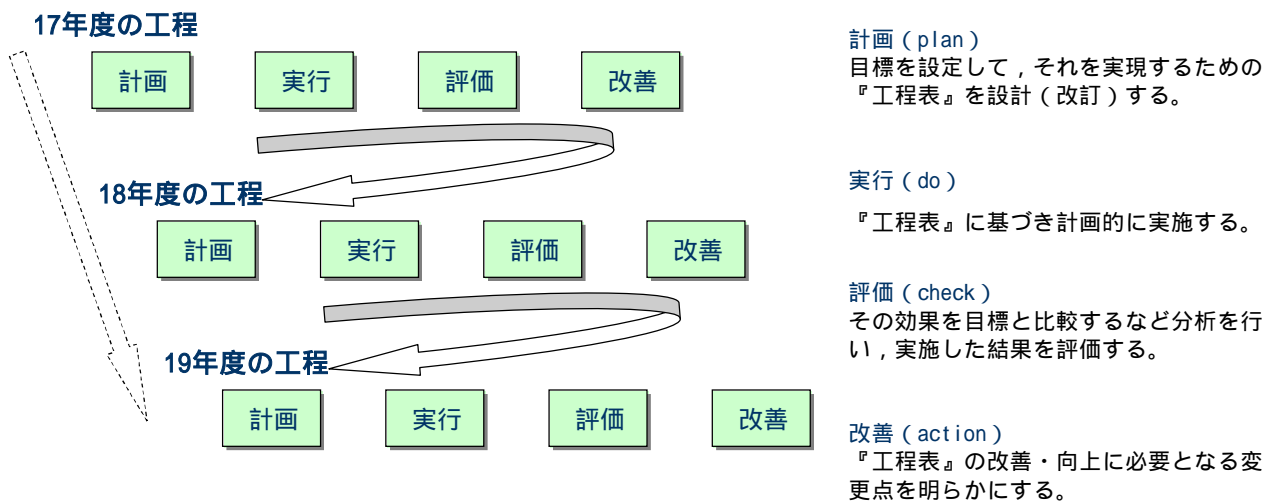 17年度の工程
計画 実行 評価 改善
18年度の工程
計画 実行 評価 改善
19年度の工程
計画 実行 評価 改善
計画（plan）
目標を設定して，それを実現するための
『工程表』を設計（改訂）する。
実行（do）
『工程表』に基づき計画的に実施する。
評価（check）
その効果を目標と比較するなど分析を行
い，実施した結果を評価する。
改善（action）
『工程表』の改善・向上に必要となる変
更点を明らかにする。